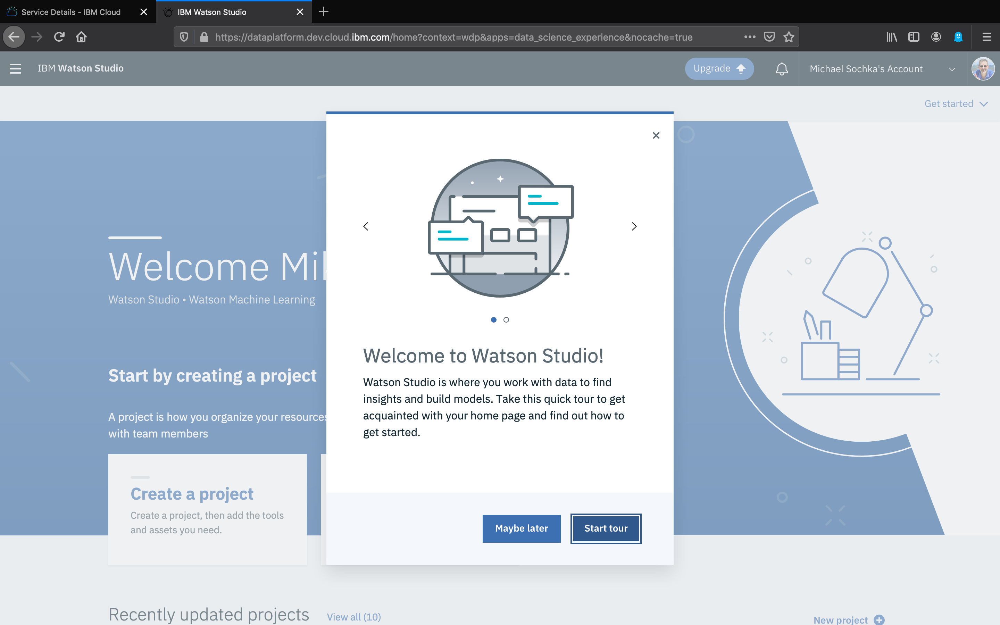 Service Details - IBM Cloud
IBM Watson Studio
https://dataplatform.dev.cloud.ibm.com/home?context=wdp&apps=data_science_experience&nocache=true
IBM Watson Studio
Upgrade
Michael Sochka's Account
Get started
Welcome
Watson Studio • Watson Machine Learning
Start by creating a project
A project is how you organize your resources
with team members
Create a project
Create a project, then add the tools
and assets you need.
Welcome to Watson Studio!
Watson Studio is where you work with data to find
insights and build models. Take this quick tour to get
acquainted with your home page and find out how to
get started.
Maybe later
Start tour
Recently updated projects
View all (10)
New project